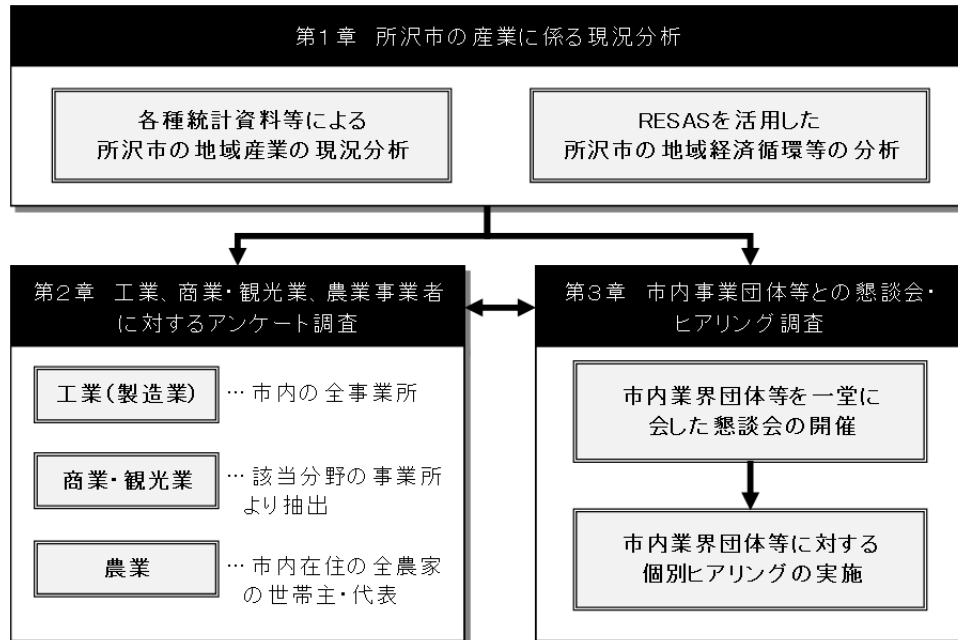 第1章 所沢市の産業に係る現況分析
各種統計資料等による
所沢市の地域産業の現況分析
RESASを活用した
所沢市の地域経済循環等の分析
第2章 工業、商業・観光業、農業事業者
に対するアンケート調査
工業(製造業)
…市内の全事業所
商業・観光業
…該当分野の事業所
より抽出
農業
…市内在住の全農家
の世帯主・代表
第3章 市内事業団体等との懇談会・
ヒアリング調査
市内業界団体等を一堂に
会した懇談会の開催
市内業界団体等に対する
個別ヒアリングの実施